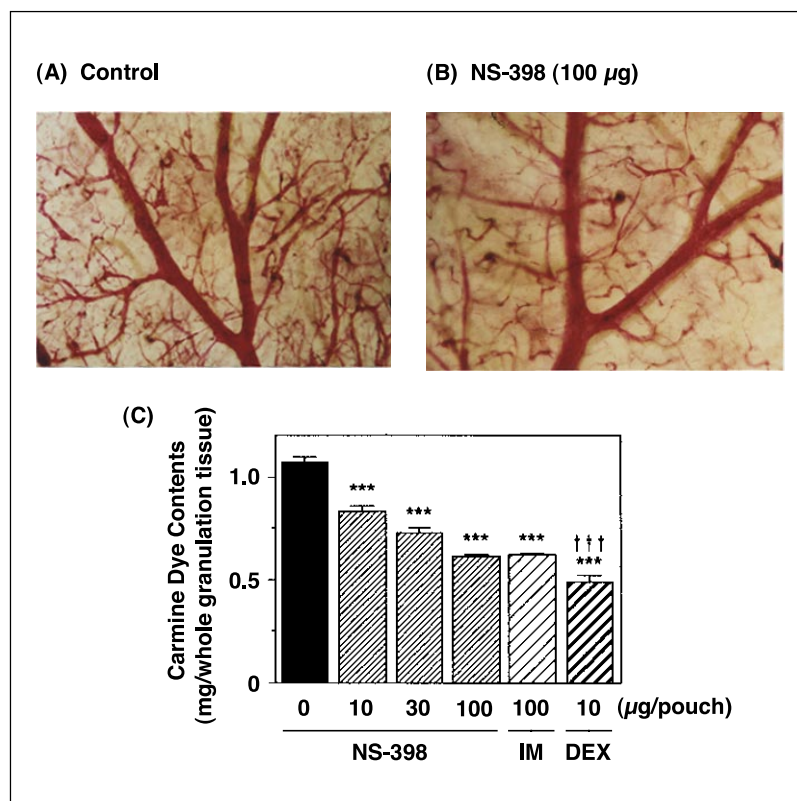 (A) Control
(B) NS-398 (100 µg)
(C)
Carmine Dye Contents
(mg/whole granulation tissue)
1.0
0.5
0
***
***
***
***
†††
***
0 10 30 100 100 10 (µg/pouch)
NS-398 IM DEX